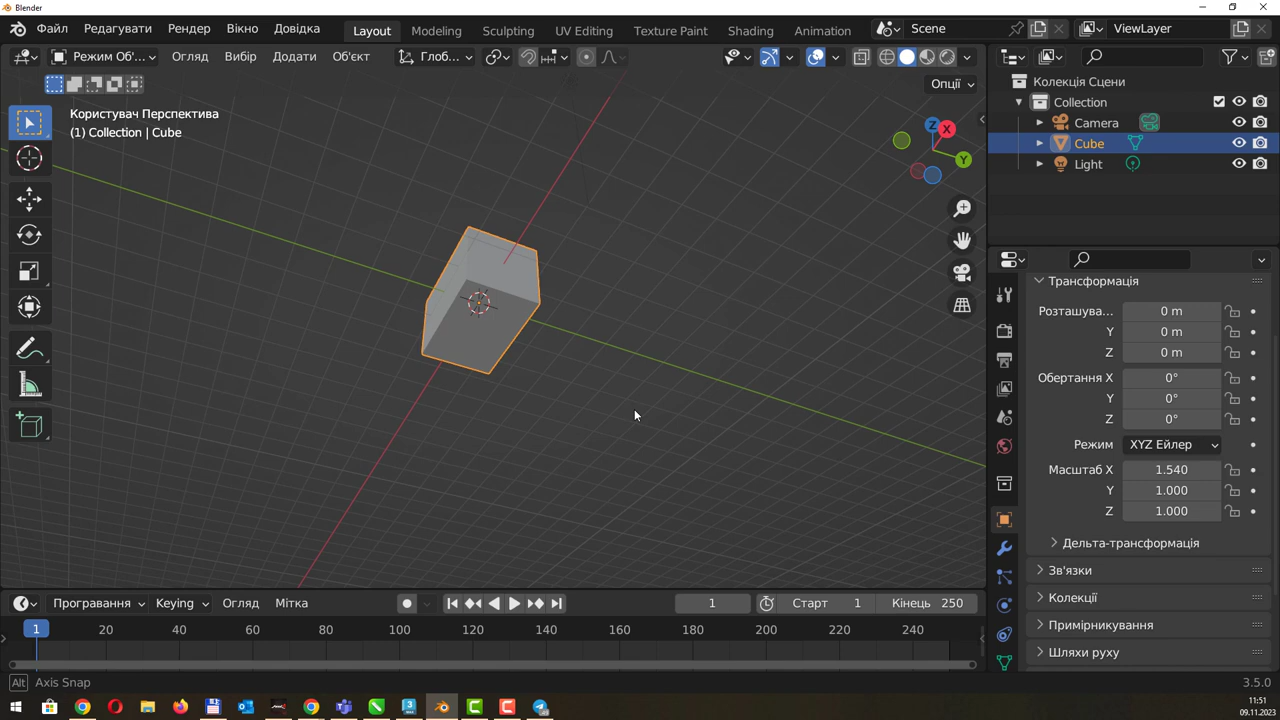 Blender
Файл Редагувати Рендер Вікно Довідка Layout Modeling Sculpting UV Editing Texture Paint Shading Animation Scene ViewLayer
Режим Об'... Огляд Вибір Додати Об'єкт Глоб...
Опції
Користувач Перспектива
(1) Collection | Cube
Z X
Y
Колекція Сцени
Collection
Camera
Cube
Light
Трансформація
Розташува... 0 m
Y 0 m
Z 0 m
Обертання X 0°
Y 0°
Z 0°
Режим XYZ Ейлер
Масштаб X 1.540
Y 1.000
Z 1.000
Дельта-трансформація
Зв'язки
Колекції
Примірникування
Шляхи руху
Програвання Keying Огляд Мітка 1 Старт 1 Кінець 250
1 20 40 60 80 100 120 140 160 180 200 220 240
Alt Axis Snap 3.5.0
11:51
09.11.2023